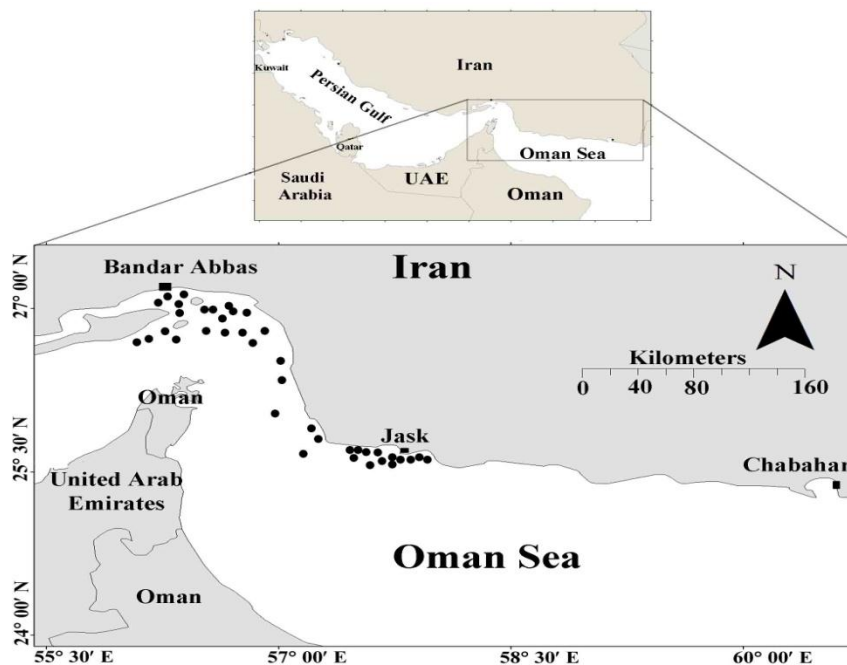 Iran
Kuwait
Persian Gulf
Qatar
Oman Sea
Saudi
Arabia
UAE
Oman
Bandar Abbas
Iran
N
27° 00' N
Kilometers
0 40 80 160
Oman
Jask
25° 30' N
Chabahar
United Arab
Emirates
Oman Sea
Oman
24° 00' N
55° 30' E
57° 00' E
58° 30' E
60° 00' E